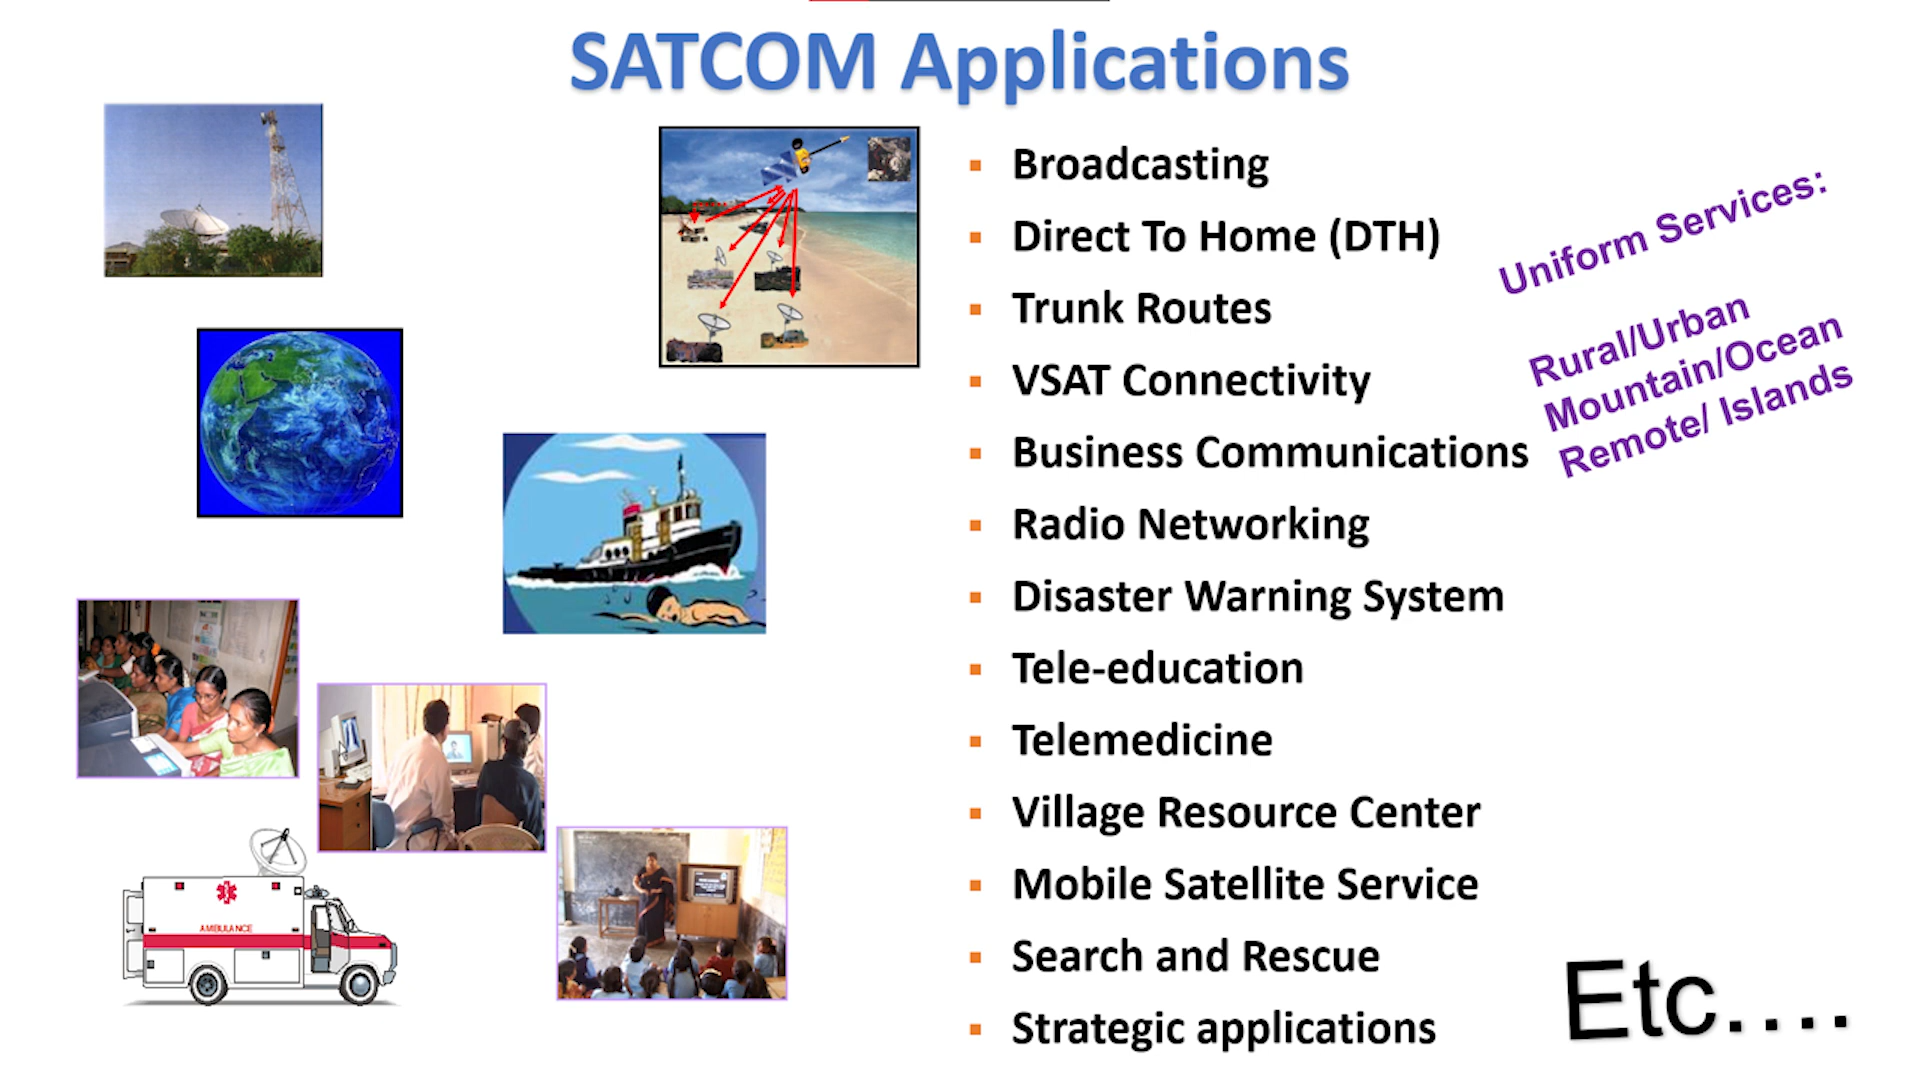 SATCOM Applications
Broadcasting
Direct To Home (DTH)
Trunk Routes
VSAT Connectivity
Business Communications
Radio Networking
Disaster Warning System
Tele-education
Telemedicine
Village Resource Center
Mobile Satellite Service
Search and Rescue
Strategic applications
Uniform Services:
Rural/Urban
Mountain/Ocean
Remote/ Islands
Etc....
AMBULANCE